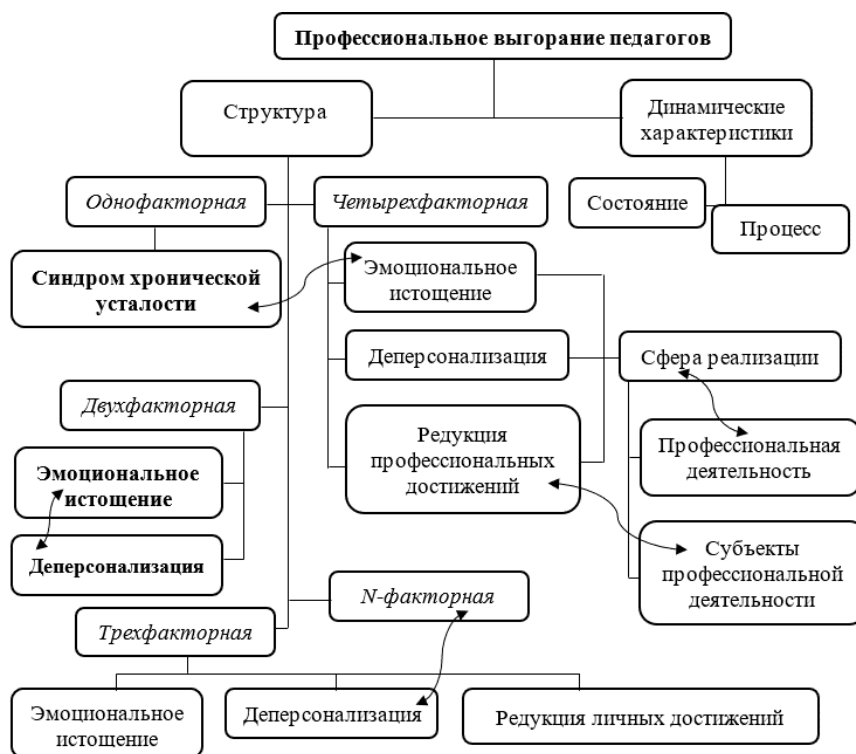 Профессиональное выгорание педагогов
Структура
Динамические
характеристики
Однофакторная
Четырехфакторная
Состояние
Процесс
Синдром хронической
усталости
Эмоциональное
истощение
Деперсонализация
Сфера реализации
Двухфакторная
Редукция
профессиональных
достижений
Профессиональная
деятельность
Эмоциональное
истощение
Деперсонализация
Субъекты
профессиональной
деятельности
N-факторная
Трехфакторная
Эмоциональное
истощение
Деперсонализация
Редукция личных достижений